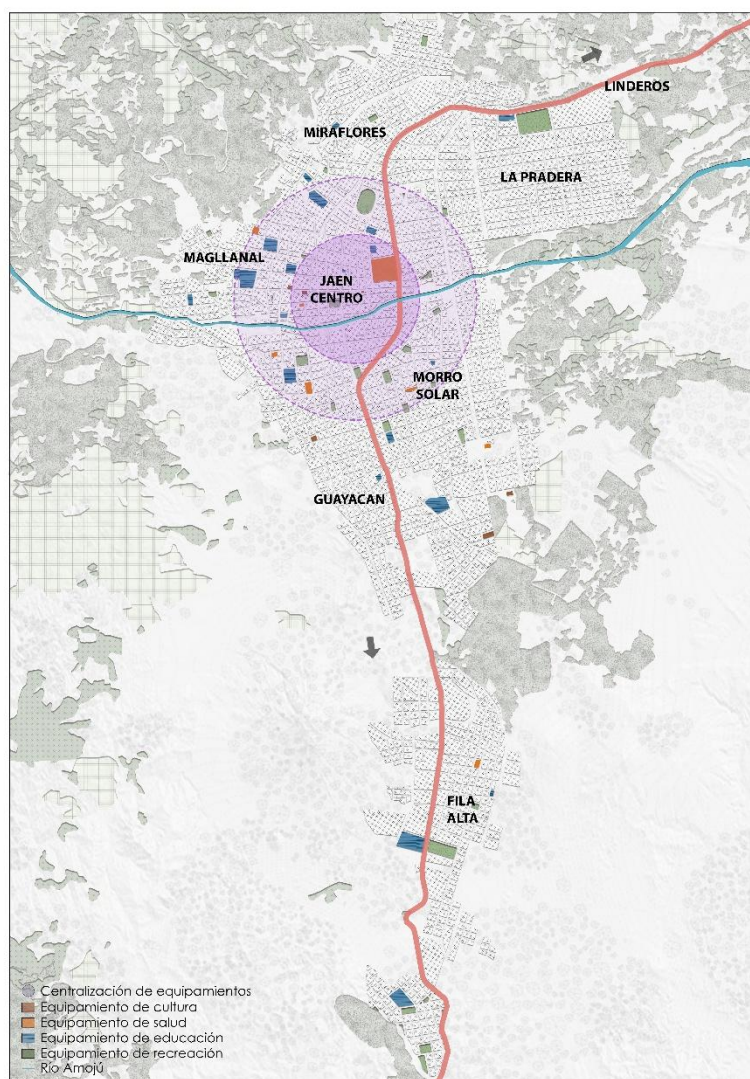 LINDEROS
MIRAFLORES
LA PRADERA
MAGLLANAL
JAEN
CENTRO
MORRO
SOLAR
GUAYACAN
FILA
ALTA
Centralización de equipamientos
Equipamiento de cultura
Equipamiento de salud
Equipamiento de educación
Equipamiento de recreación
Río Amojú